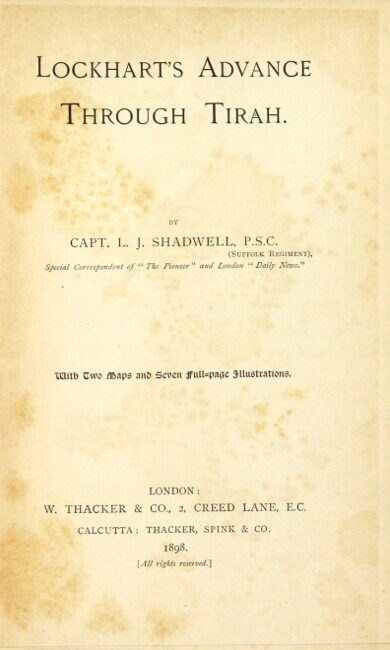 LOCKHART'S ADVANCE
THROUGH TIRAH.
BY
CAPT. L. J. SHADWELL, P.S.C.
(SUFFOLK REGIMENT),
Special Correspondent of "The Pioneer" and London "Daily News."
With Two Maps and Seven Full-page Illustrations.
LONDON:
W. THACKER & CO., 2, CREED LANE, E.C.
CALCUTTA: THACKER, SPINK & CO.
1898.
[All rights reserved.]